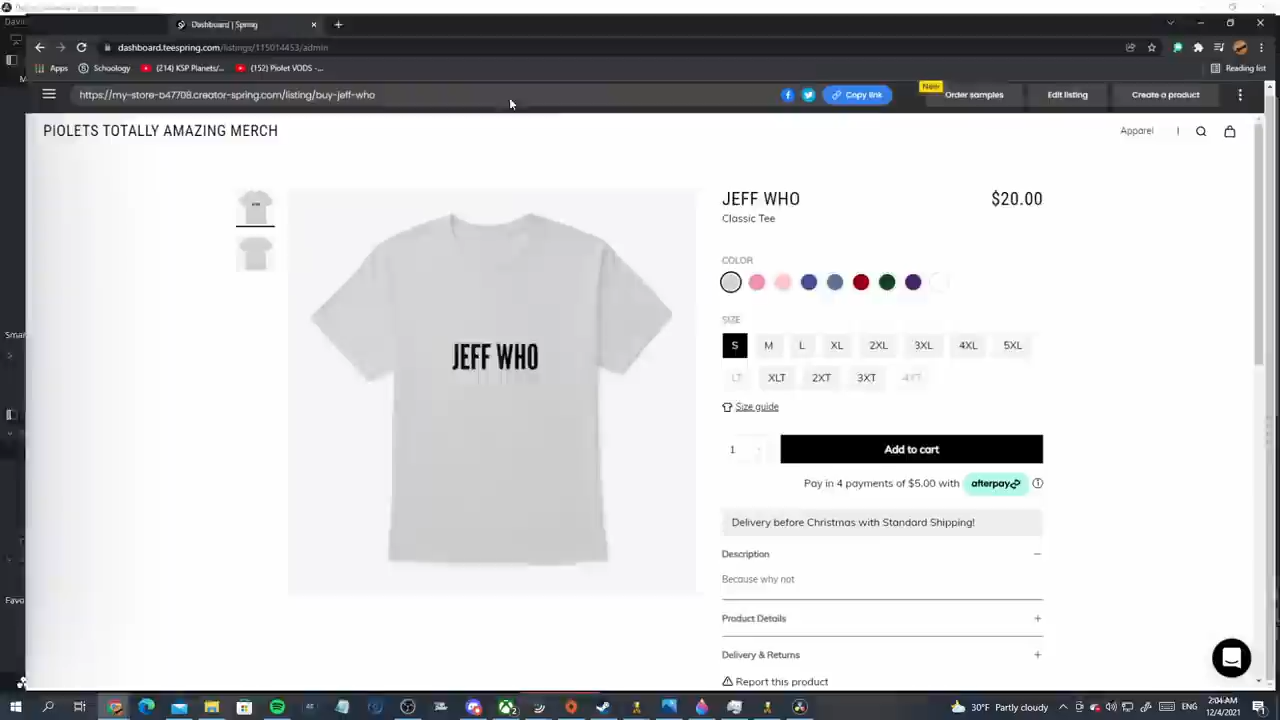 Dashboard | Spring
dashboard.teespring.com/listings/115014453/admin
Apps
Schoology
(214) KSP Planets/...
(152) Piolet VODS -...
Reading list
https://my-store-b47708.creator-spring.com/listing/buy-jeff-who
Copy link
New
Order samples
Edit listing
Create a product
PIOLETS TOTALLY AMAZING MERCH
Apparel
JEFF WHO
$20.00
Classic Tee
COLOR
SIZE
S M L XL 2XL 3XL 4XL 5XL
LT XLT 2XT 3XT 4XT
Size guide
1
Add to cart
Pay in 4 payments of $5.00 with afterpay
Delivery before Christmas with Standard Shipping!
Description
Because why not
Product Details
Delivery & Returns
Report this product
JEFF WHO
Smar
Favo
30°F Partly cloudy
ENG
2:04 AM
12/4/2021